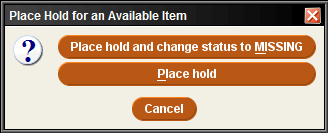 Place Hold for an Available Item
Place hold and change status to MISSING
Place hold
Cancel